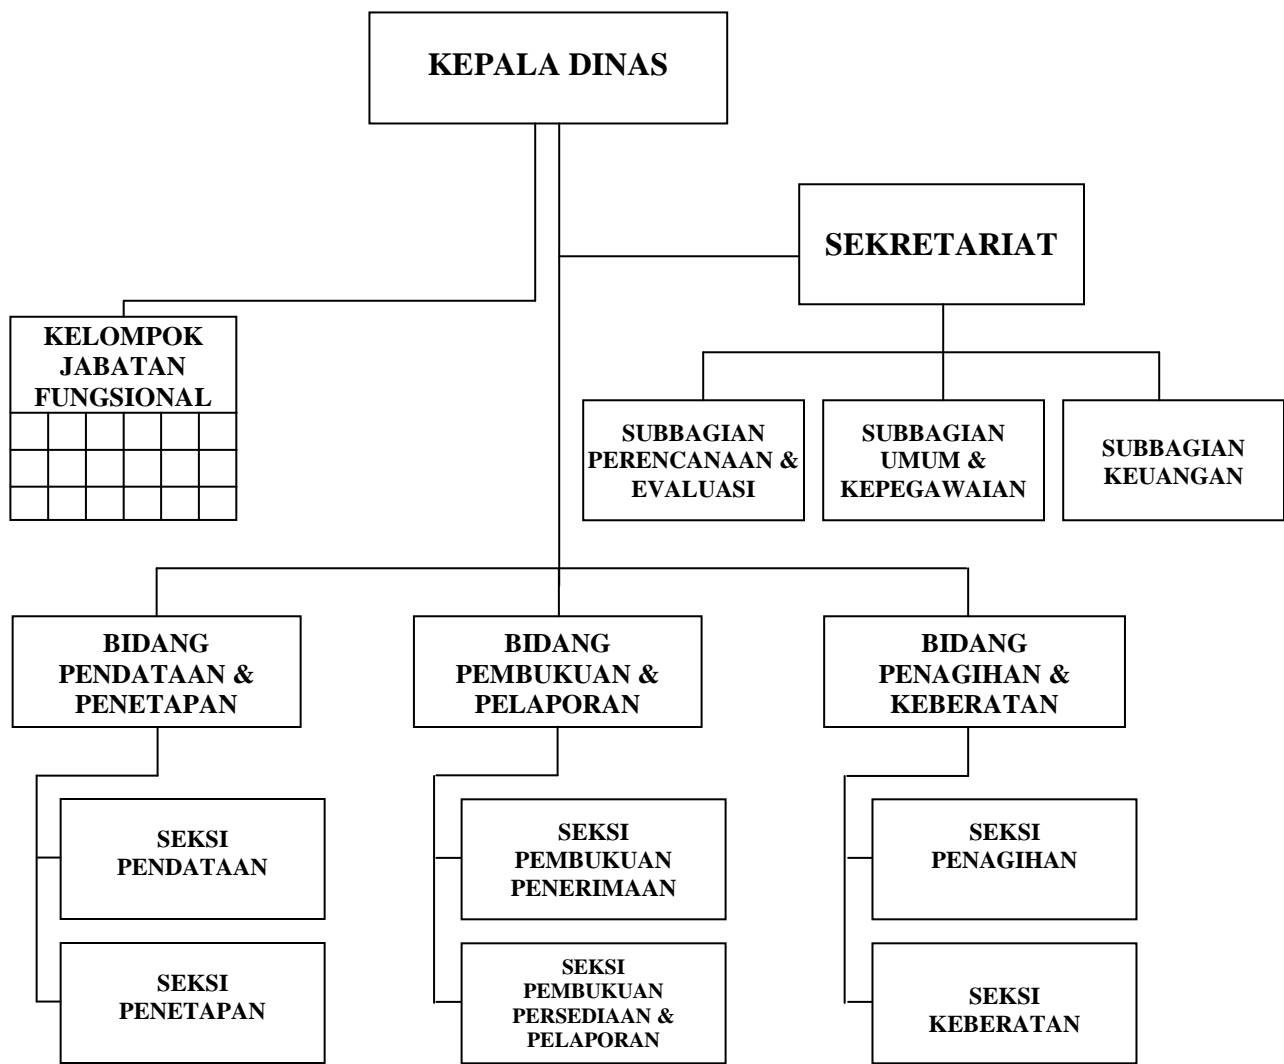 KEPALA DINAS
SEKRETARIAT
KELOMPOK
JABATAN
FUNGSIONAL
SUBBAGIAN
PERENCANAAN &
EVALUASI
SUBBAGIAN
UMUM &
KEPEGAWAIAN
SUBBAGIAN
KEUANGAN
BIDANG
PENDATAAN &
PENETAPAN
BIDANG
PEMBUKUAN &
PELAPORAN
BIDANG
PENAGIHAN &
KEBERATAN
SEKSI
PENDATAAN
SEKSI
PEMBUKUAN
PENERIMAAN
SEKSI
PENAGIHAN
SEKSI
PENETAPAN
SEKSI
PEMBUKUAN
PERSEDIAAN &
PELAPORAN
SEKSI
KEBERATAN